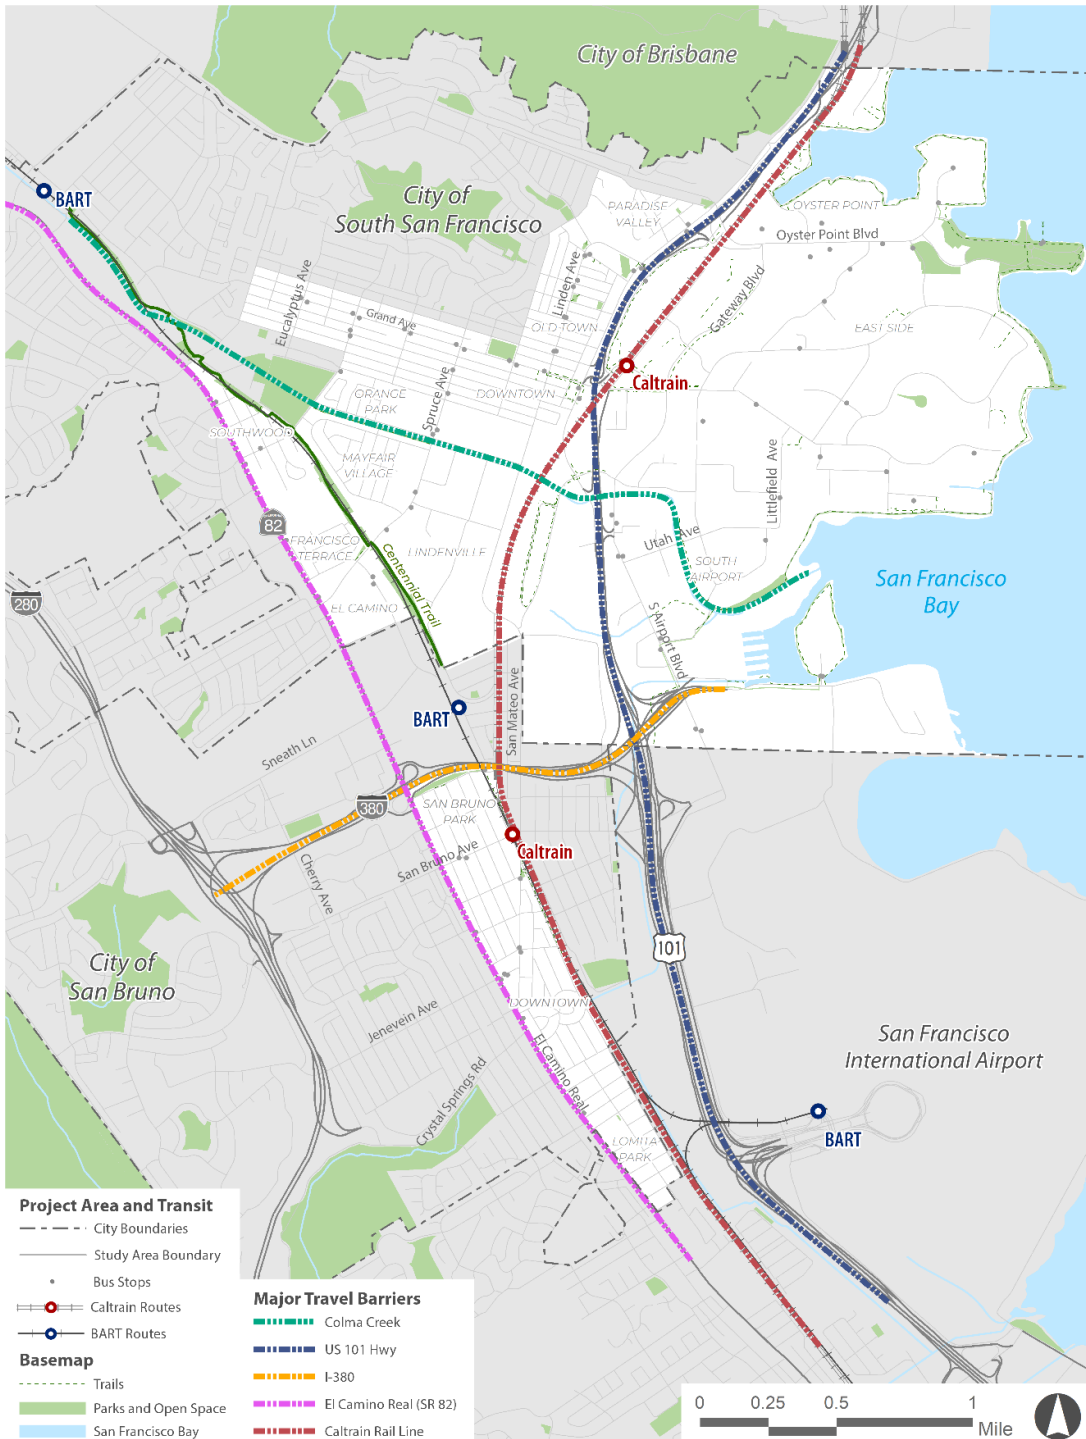 City of Brisbane
BART
City of
South San Francisco
PARADISE
VALLEY
OYSTER POINT
Oyster Point Blvd
Eucalyptus Ave
Linden Ave
Gateway Blvd
Grand Ave
OLD TOWN
EAST SIDE
Caltrain
ORANGE
PARK
Spruce Ave
DOWNTOWN
SOUTHWOOD
MAYFAIR
VILLAGE
Littlefield Ave
82
FRANCISCO
TERRACE
Centennial Trail
LINDENVILLE
Utah Ave
SOUTH
AIRPORT
San Francisco
Bay
280
EL CAMINO
S Airport Blvd
BART
San Mateo Ave
Sneath Ln
380
SAN BRUNO
PARK
Caltrain
San Bruno Ave
Cherry Ave
City of
San Bruno
101
DOWNTOWN
Jenevein Ave
El Camino Real
San Francisco
International Airport
Crystal Springs Rd
BART
LOMITA
PARK
Project Area and Transit
City Boundaries
Study Area Boundary
Bus Stops
Caltrain Routes
BART Routes
Basemap
Trails
Parks and Open Space
San Francisco Bay
Major Travel Barriers
Colma Creek
US 101 Hwy
I-380
El Camino Real (SR 82)
Caltrain Rail Line
0 0.25 0.5 1
Mile